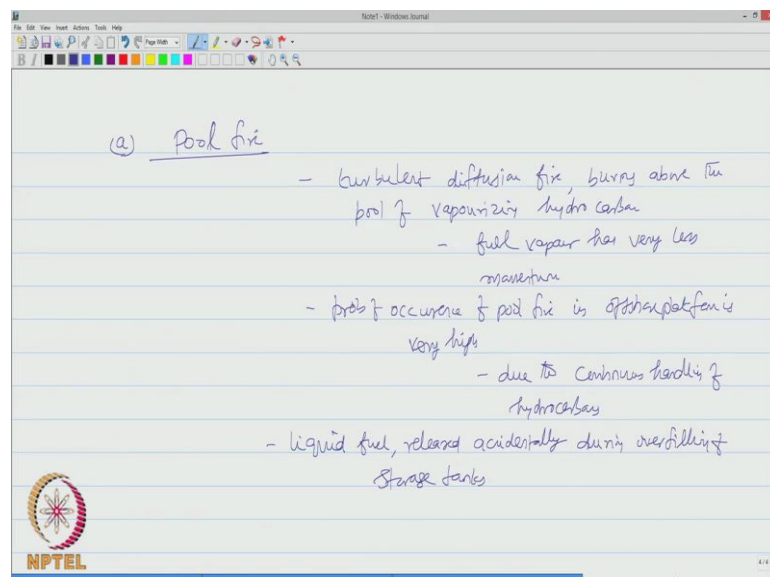 Note1 - Windows Journal
File Edit View Insert Actions Tools Help
Page Width
B I
(a) Pool fire
- turbulent diffusion fire, burns above the
pool of vapourizing hydro carbon
- fuel vapour has very less
momentum
- prob of occurence of pool fire in offshore platform is
very high
- due to continuous handling of
hydrocarbons
- liquid fuel, released accidentally during overfilling of
storage tanks
NPTEL
4/4